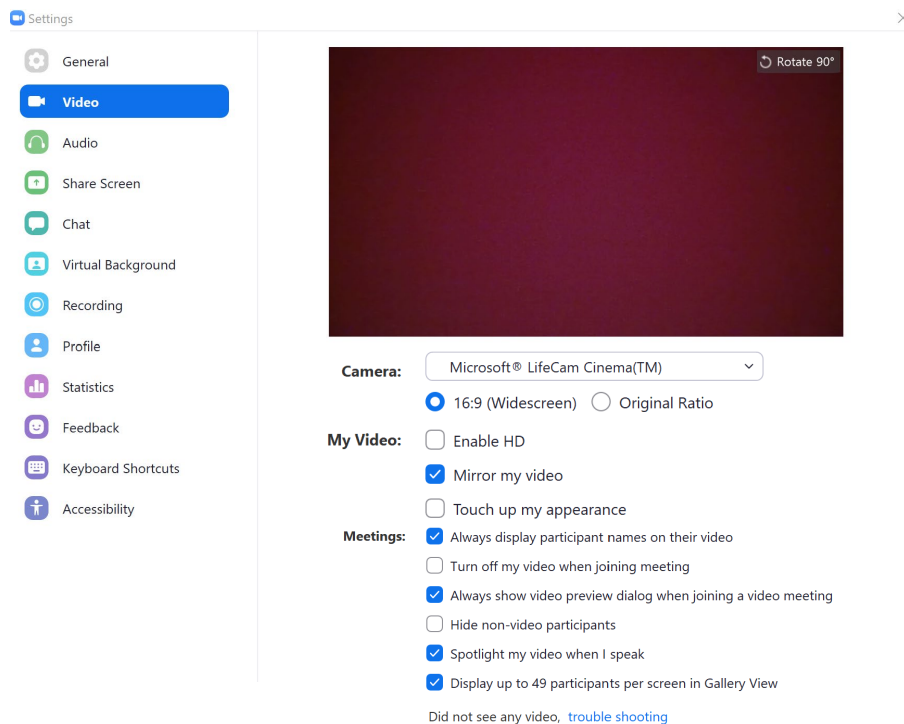 Settings
General
Video
Audio
Share Screen
Chat
Virtual Background
Recording
Profile
Statistics
Feedback
Keyboard Shortcuts
Accessibility
Rotate 90°
Camera:
Microsoft® LifeCam Cinema(TM)
16:9 (Widescreen) Original Ratio
My Video:
Enable HD
Mirror my video
Touch up my appearance
Meetings:
Always display participant names on their video
Turn off my video when joining meeting
Always show video preview dialog when joining a video meeting
Hide non-video participants
Spotlight my video when I speak
Display up to 49 participants per screen in Gallery View
Did not see any video, trouble shooting